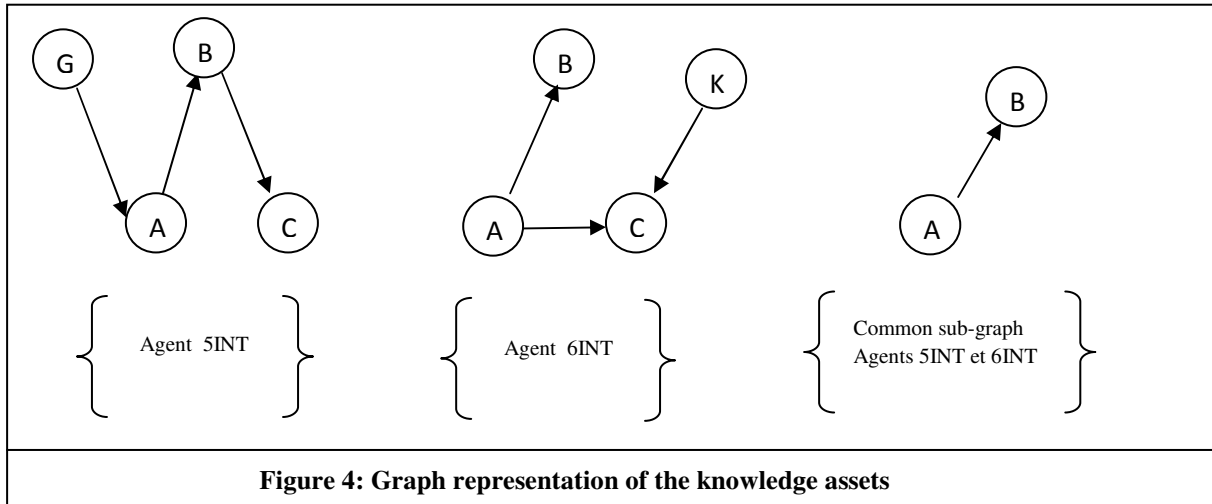 G
B
A
C
B
K
A
C
B
A
Agent 5INT
Agent 6INT
Common sub-graph
Agents 5INT et 6INT
Figure 4: Graph representation of the knowledge assets